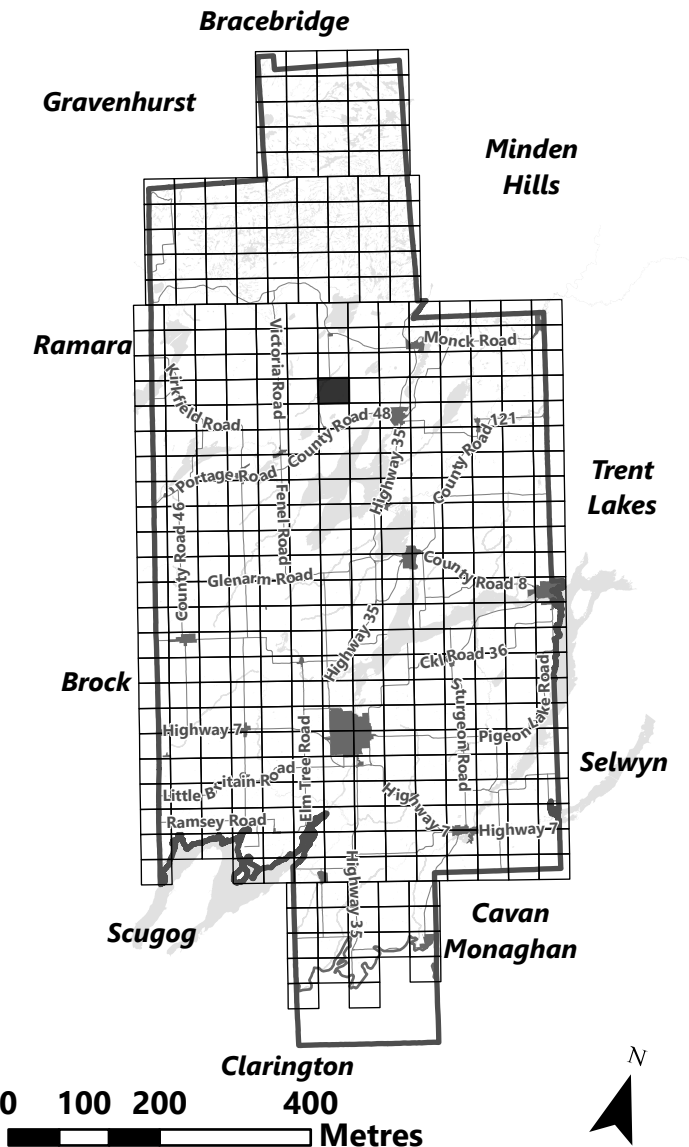 Bracebridge
Gravenhurst
Minden
Hills
Ramara
Monck Road
Victoria Road
Kirkfield Road
County Road 48
County Road 121
Highway 35
Portage Road
Trent
Lakes
County Road 46
Fenel Road
Glenarm Road
County Road 8
Highway 35
Ckl Road 36
Brock
Sturgeon Road
Pigeon Lake Road
Highway 7
Elm Tree Road
Selwyn
Little Britain Road
Highway 7
Ramsey Road
Highway 7
Highway 35
Scugog
Cavan
Monaghan
Clarington
N
0 100 200 400
Metres